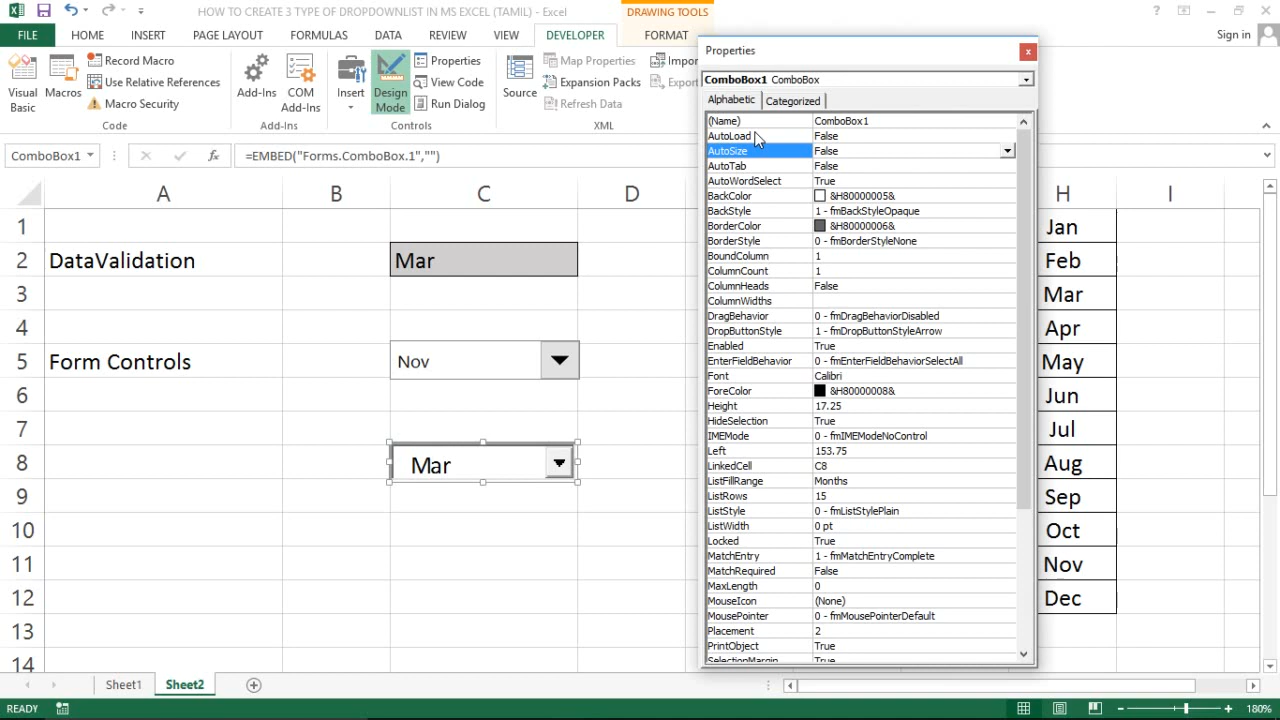 HOW TO CREATE 3 TYPE OF DROPDOWNLIST IN MS EXCEL (TAMIL) - Excel
DRAWING TOOLS
?
FILE HOME INSERT PAGE LAYOUT FORMULAS DATA REVIEW VIEW DEVELOPER FORMAT Sign in
Visual Basic
Macros
Record Macro
Use Relative References
Macro Security
Code
Add-Ins
COM Add-Ins
Add-Ins
Insert
Design Mode
Properties
View Code
Run Dialog
Controls
Source
Map Properties
Expansion Packs
Refresh Data
Import
Export
XML
ComboBox1
fx
=EMBED("Forms.ComboBox.1","")
A B C D H I
1 Jan
2 DataValidation Mar Feb
3 Mar
4 Apr
5 Form Controls Nov May
6 Jun
7 Jul
8 Mar Aug
9 Sep
10 Oct
11 Nov
12 Dec
13
14
Properties
x
ComboBox1 ComboBox
Alphabetic Categorized
(Name) ComboBox1
AutoLoad False
AutoSize False
AutoTab False
AutoWordSelect True
BackColor &H80000005&
BackStyle 1 - fmBackStyleOpaque
BorderColor &H80000006&
BorderStyle 0 - fmBorderStyleNone
BoundColumn 1
ColumnCount 1
ColumnHeads False
ColumnWidths
DragBehavior 0 - fmDragBehaviorDisabled
DropButtonStyle 1 - fmDropButtonStyleArrow
Enabled True
EnterFieldBehavior 0 - fmEnterFieldBehaviorSelectAll
Font Calibri
ForeColor &H80000008&
Height 17.25
HideSelection True
IMEMode 0 - fmIMEModeNoControl
Left 153.75
LinkedCell C8
ListFillRange Months
ListRows 15
ListStyle 0 - fmListStylePlain
ListWidth 0 pt
Locked True
MatchEntry 1 - fmMatchEntryComplete
MatchRequired False
MaxLength 0
MouseIcon (None)
MousePointer 0 - fmMousePointerDefault
Placement 2
PrintObject True
SelectionMargin True
Sheet1 Sheet2
READY
180%